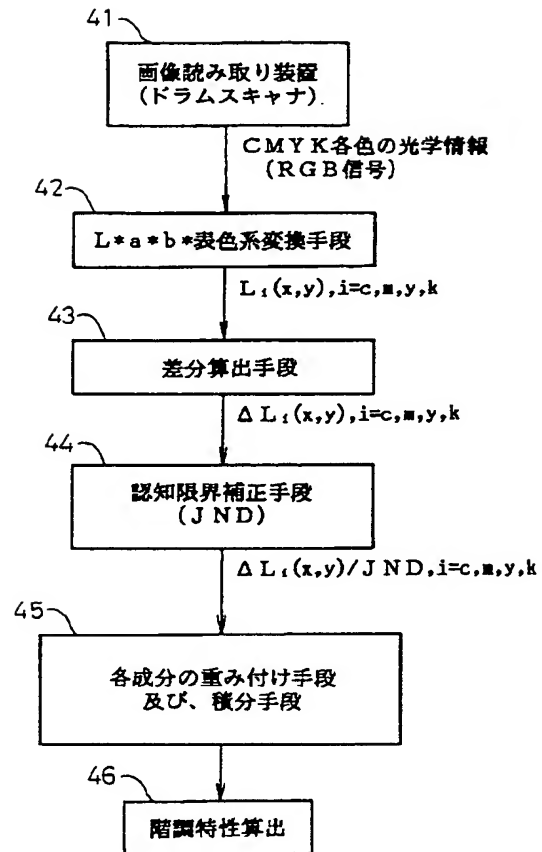 41
画像読み取り装置
(ドラムスキャナ).
CMYK各色の光学情報
(RGB信号)
42
L*a*b*表色系変換手段
Li(x,y),i=c,m,y,k
43
差分算出手段
ΔLi(x,y),i=c,m,y,k
44
認知限界補正手段
(JND)
ΔLi(x,y)/JND,i=c,m,y,k
45
各成分の重み付け手段
及び、積分手段
46
階調特性算出